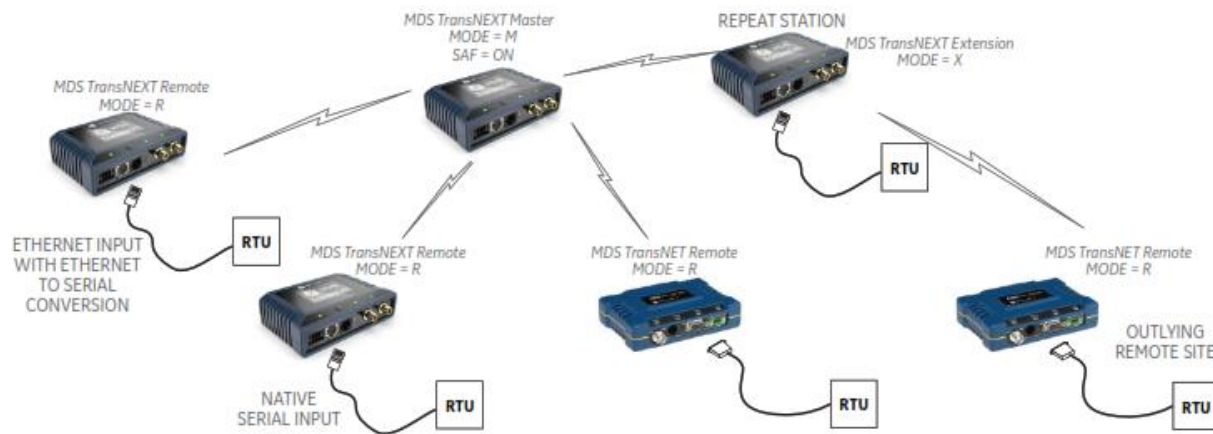 MDS TransNEXT Master
MODE = M
SAF = ON
REPEAT STATION
MDS TransNEXT Extension
MODE = X
MDS TransNEXT Remote
MODE = R
RTU
RTU
ETHERNET INPUT
WITH ETHERNET
TO SERIAL
CONVERSION
MDS TransNEXT Remote
MODE = R
MDS TransNET Remote
MODE = R
MDS TransNET Remote
MODE = R
OUTLYING
REMOTE SITE
NATIVE
SERIAL INPUT
RTU
RTU
RTU